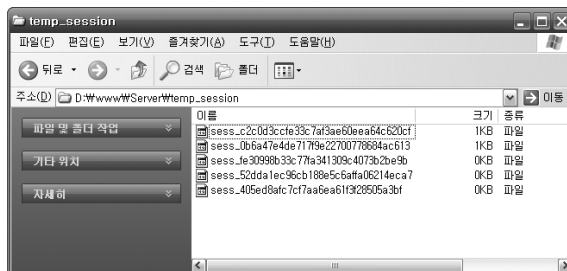 temp_session
파일(F) 편집(E) 보기(V) 즐겨찾기(A) 도구(T) 도움말(H)
뒤로 검색 폴더
주소(D) D:\www\Server\temp_session 이동
이름 크기 종류
파일 및 폴더 작업
기타 위치
자세히
sess_c2c0d3ccfe33c7af3ae60eea64c620cf 1KB 파일
sess_0b6a47e4de717f9e22700778684ac613 1KB 파일
sess_fe30998b33c77fa341309c4073b2be9b 0KB 파일
sess_52dda1ec96cb188e5c6affa06214eca7 0KB 파일
sess_405ed8afc7cf7aa6ea61f3f28505a3bf 0KB 파일